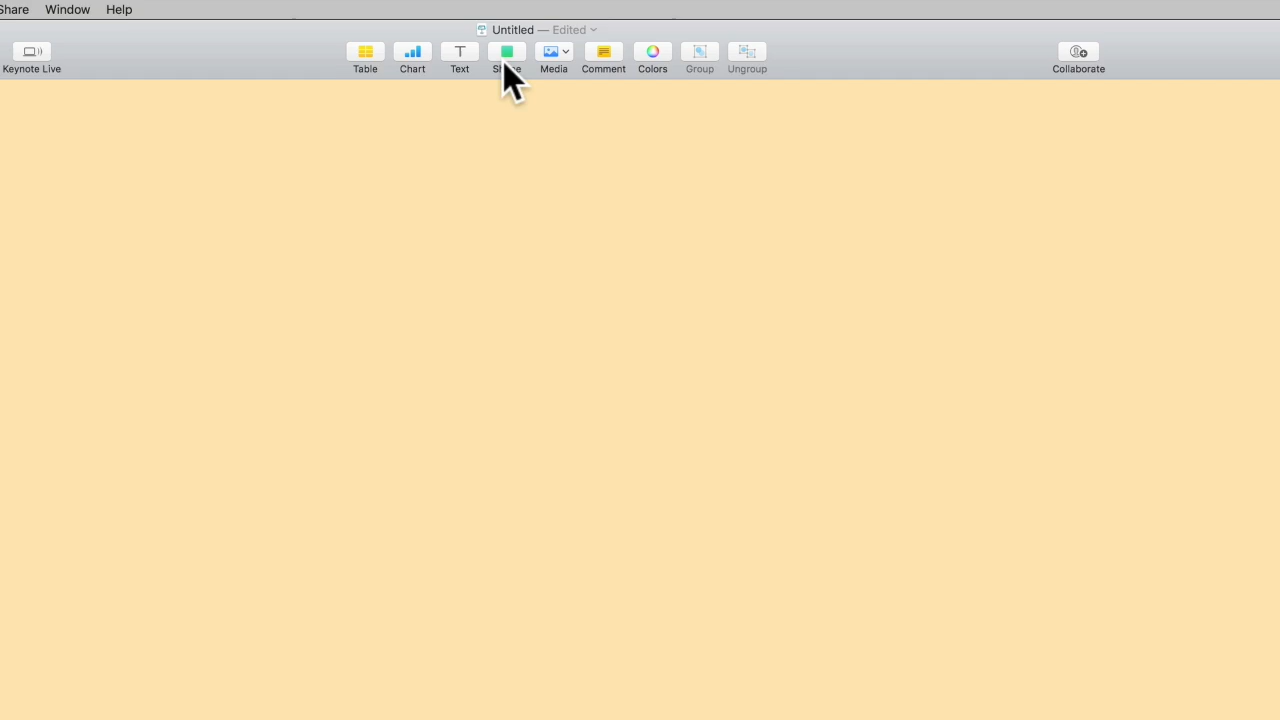 Share Window Help
Untitled — Edited
Keynote Live Table Chart Text Media Comment Colors Group Ungroup Collaborate